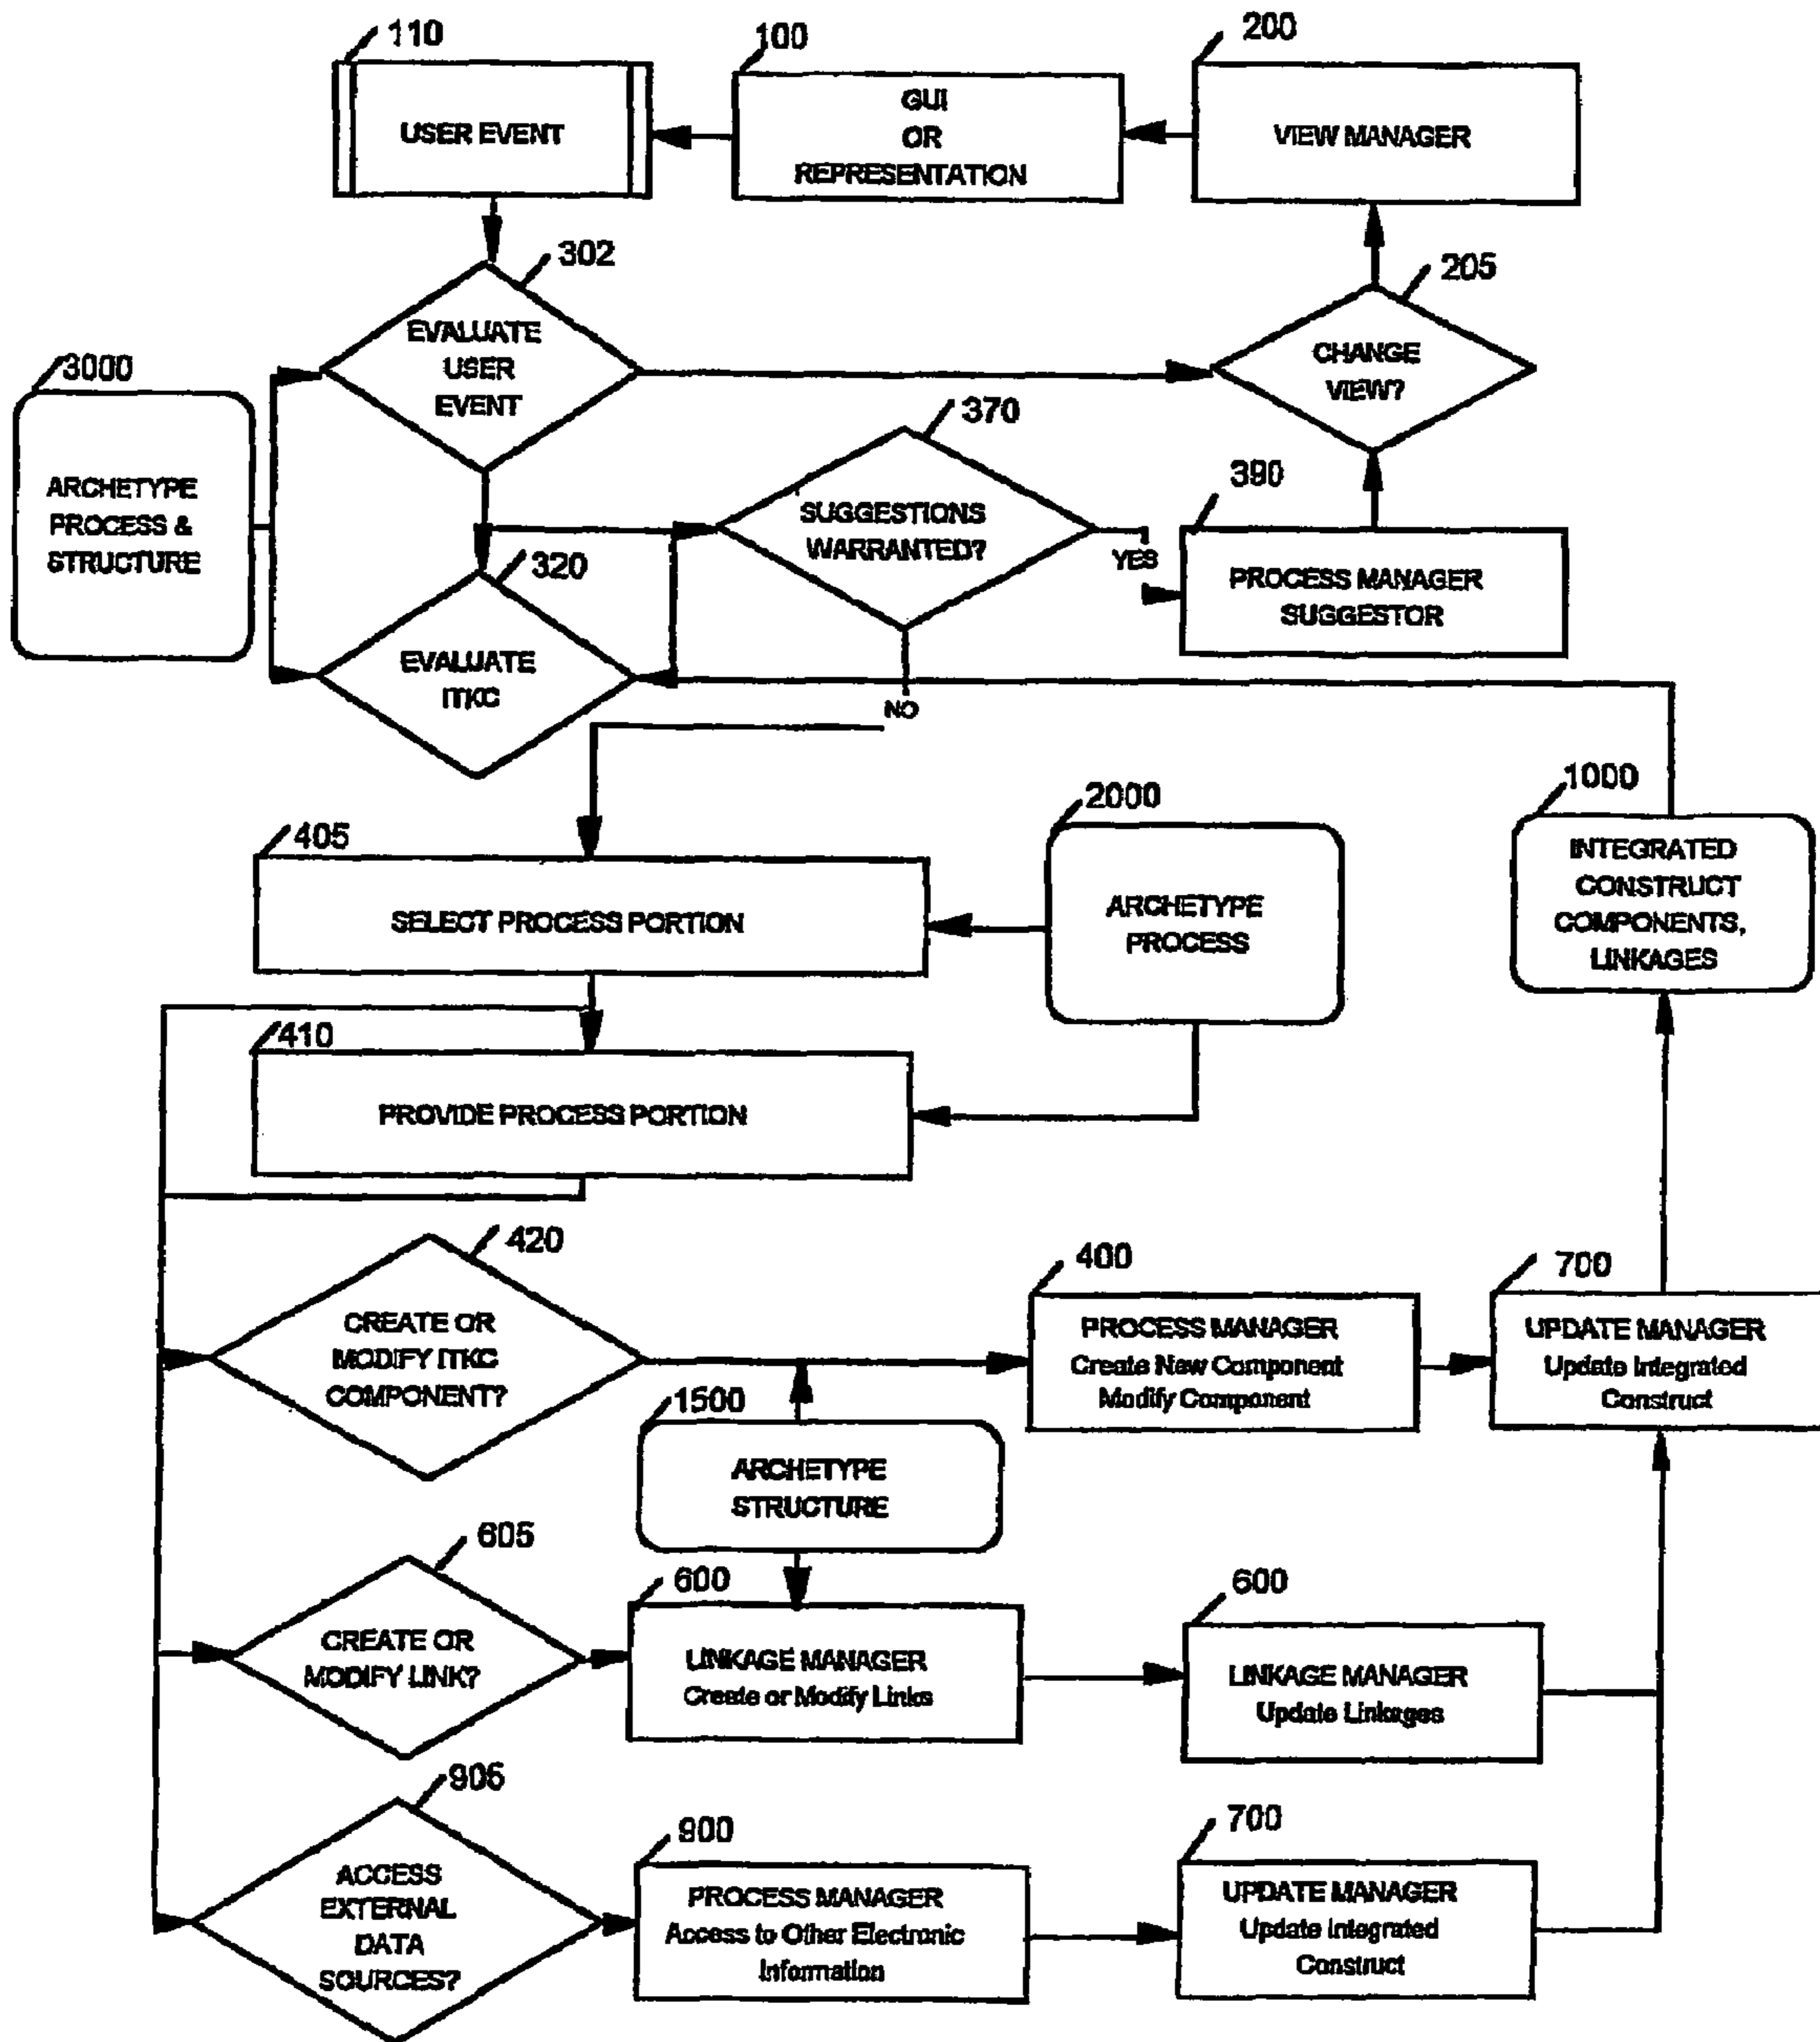 110
USER EVENT
100
GUI
OR
REPRESENTATION
200
VIEW MANAGER
302
EVALUATE
USER
EVENT
205
CHANGE
VIEW?
3000
ARCHETYPE
PROCESS &
STRUCTURE
370
SUGGESTIONS
WARRANTED?
YES
NO
390
PROCESS MANAGER
SUGGESTOR
320
EVALUATE
ITKC
405
SELECT PROCESS PORTION
2000
ARCHETYPE
PROCESS
1000
INTEGRATED
CONSTRUCT
COMPONENTS,
LINKAGES
410
PROVIDE PROCESS PORTION
420
CREATE OR
MODIFY ITKC
COMPONENT?
400
PROCESS MANAGER
Create New Component
Modify Component
700
UPDATE MANAGER
Update Integrated
Construct
1500
ARCHETYPE
STRUCTURE
605
CREATE OR
MODIFY LINK?
600
LINKAGE MANAGER
Create or Modify Links
600
LINKAGE MANAGER
Update Linkages
905
ACCESS
EXTERNAL
DATA
SOURCES?
900
PROCESS MANAGER
Access to Other Electronic
Information
700
UPDATE MANAGER
Update Integrated
Construct